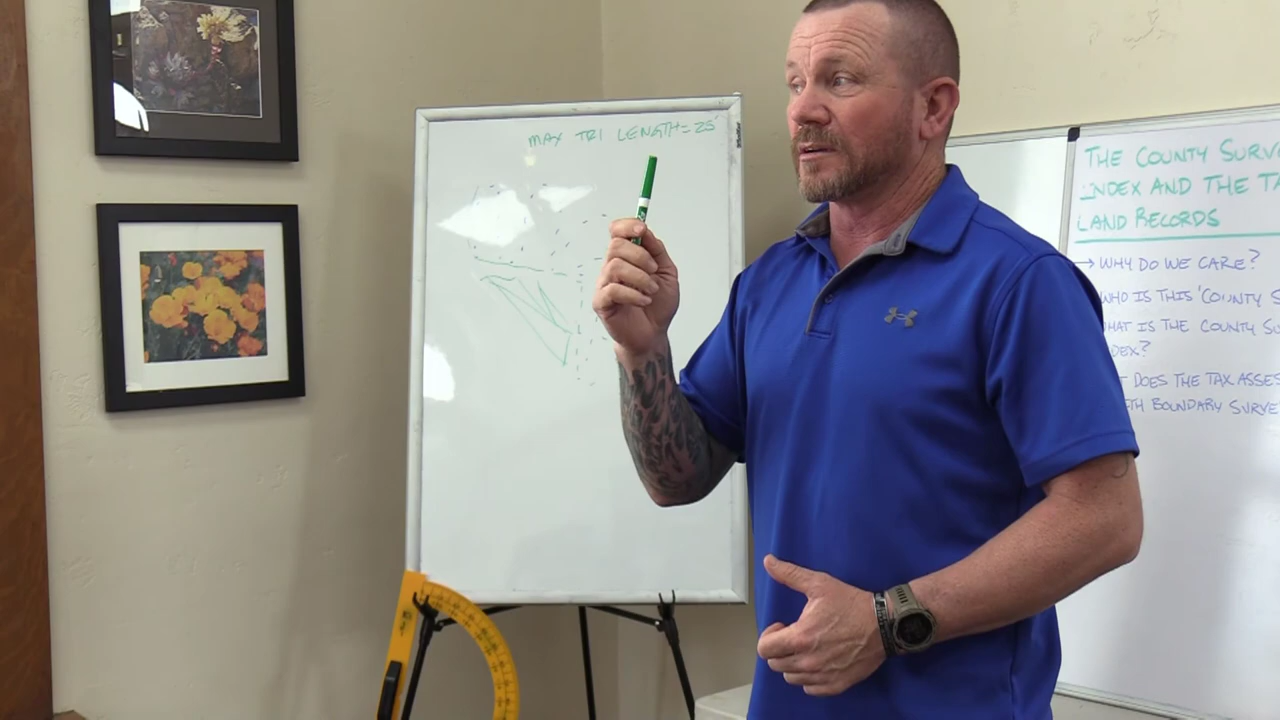 MAX TRI LENGTH = 25'
THE COUNTY SURVE
INDEX AND THE TA
LAND RECORDS
→ WHY DO WE CARE?
WHO IS THIS 'COUNTY S
HAT IS THE COUNTY SU
DEX?
T DOES THE TAX ASSES
TH BOUNDARY SURVE